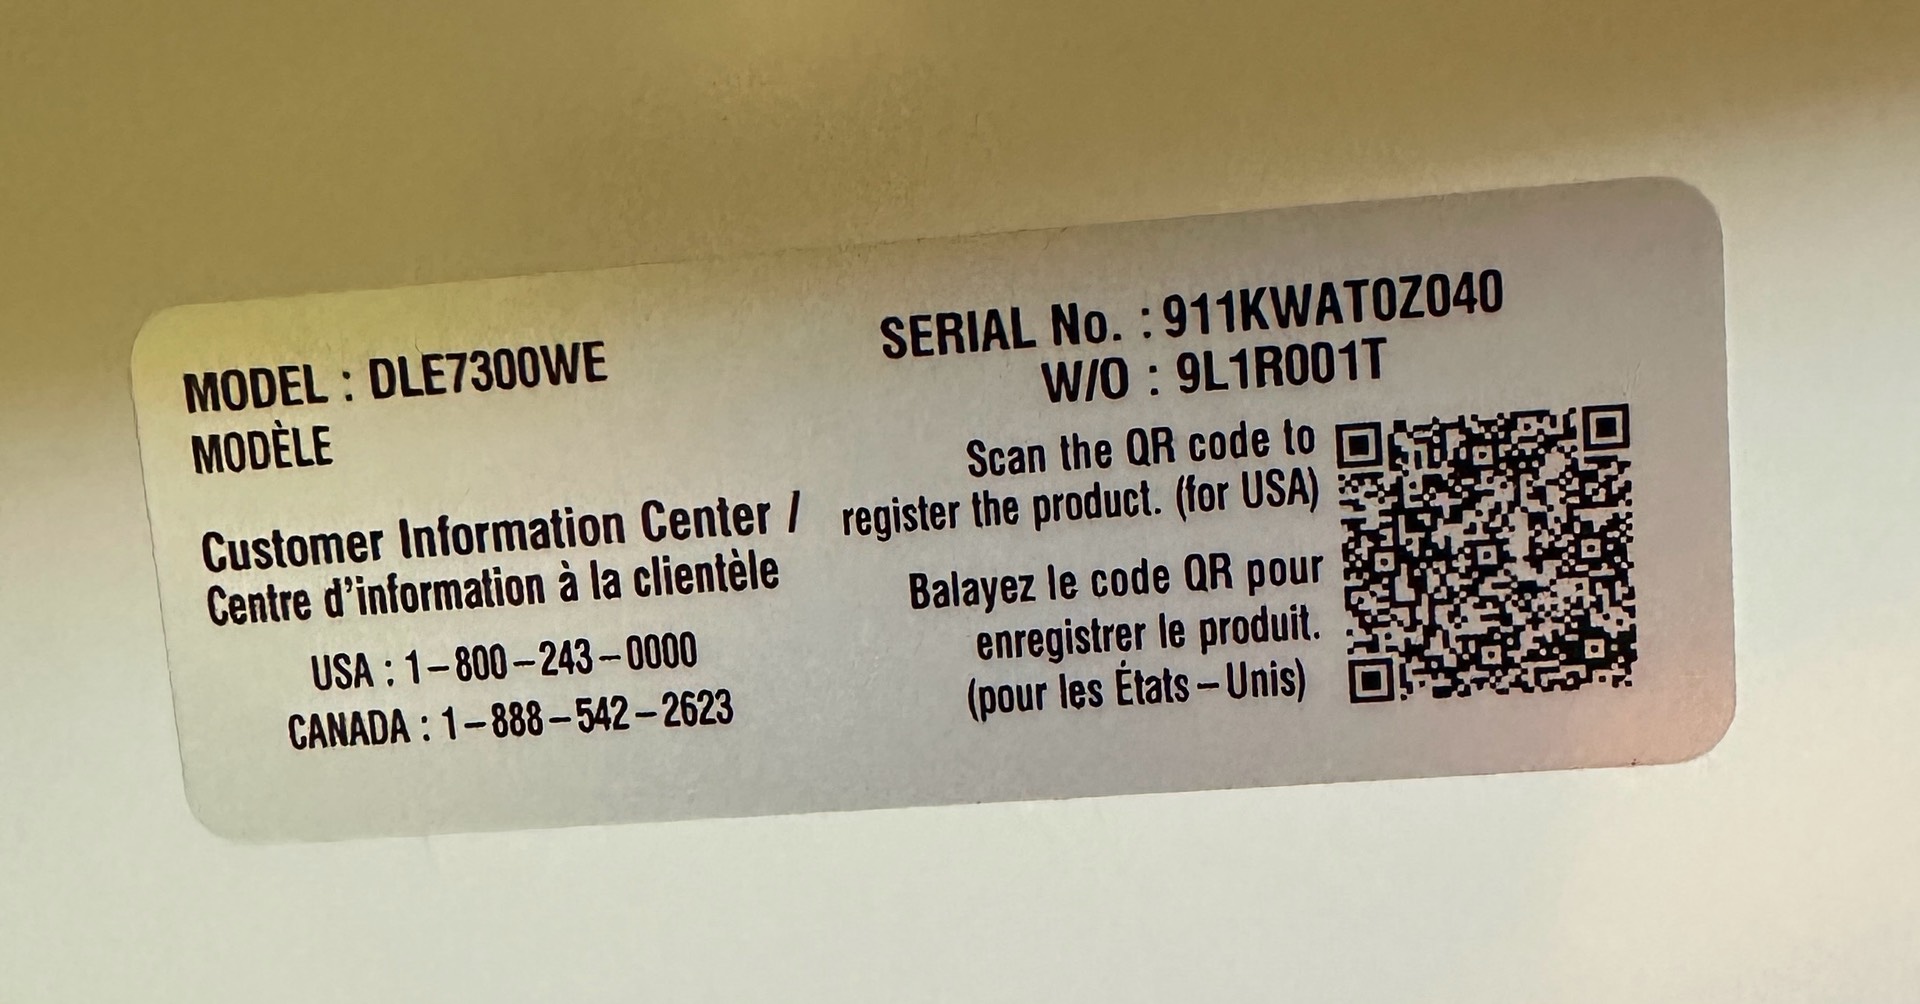 MODEL : DLE7300WE
MODÈLE
Customer Information Center /
Centre d'information à la clientèle
USA : 1-800-243-0000
CANADA : 1-888-542-2623
SERIAL No. : 911KWAT0Z040
W/O : 9L1R001T
Scan the QR code to
register the product. (for USA)
Balayez le code QR pour
enregistrer le produit.
(pour les États-Unis)